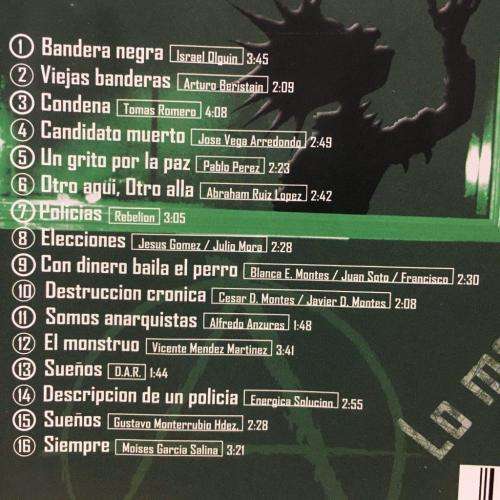 1 Bandera negra Israel Olguin 3:45
2 Viejas banderas Arturo Beristain 2:09
3 Condena Tomas Romero 4:08
4 Candidato muerto Jose Vega Arredondo 2:49
5 Un grito por la paz Pablo Perez 2:23
6 Otro aqui, Otro alla Abraham Ruiz Lopez 2:42
7 Policias Rebelion 3:05
8 Elecciones Jesus Gomez / Julio Mora 2:28
9 Con dinero baila el perro Blanca E. Montes / Juan Soto / Francisco 2:30
10 Destruccion cronica Cesar D. Montes / Javier D. Montes 2:08
11 Somos anarquistas Alfredo Anzures 1:48
12 El monstruo Vicente Mendez Martinez 3:41
13 Sueños D.A.R. 1:44
14 Descripcion de un policia Energica Solucion 2:55
15 Sueños Gustavo Monterrubio Hdez. 2:28
16 Siempre Moises Garcia Salina 3:21
Lo